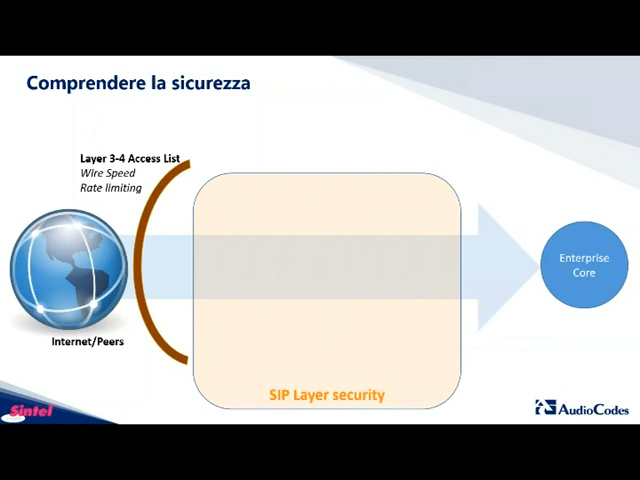 Comprendere la sicurezza
Layer 3-4 Access List
Wire Speed
Rate limiting
Enterprise
Core
Internet/Peers
SIP Layer security
Sintel
AudioCodes